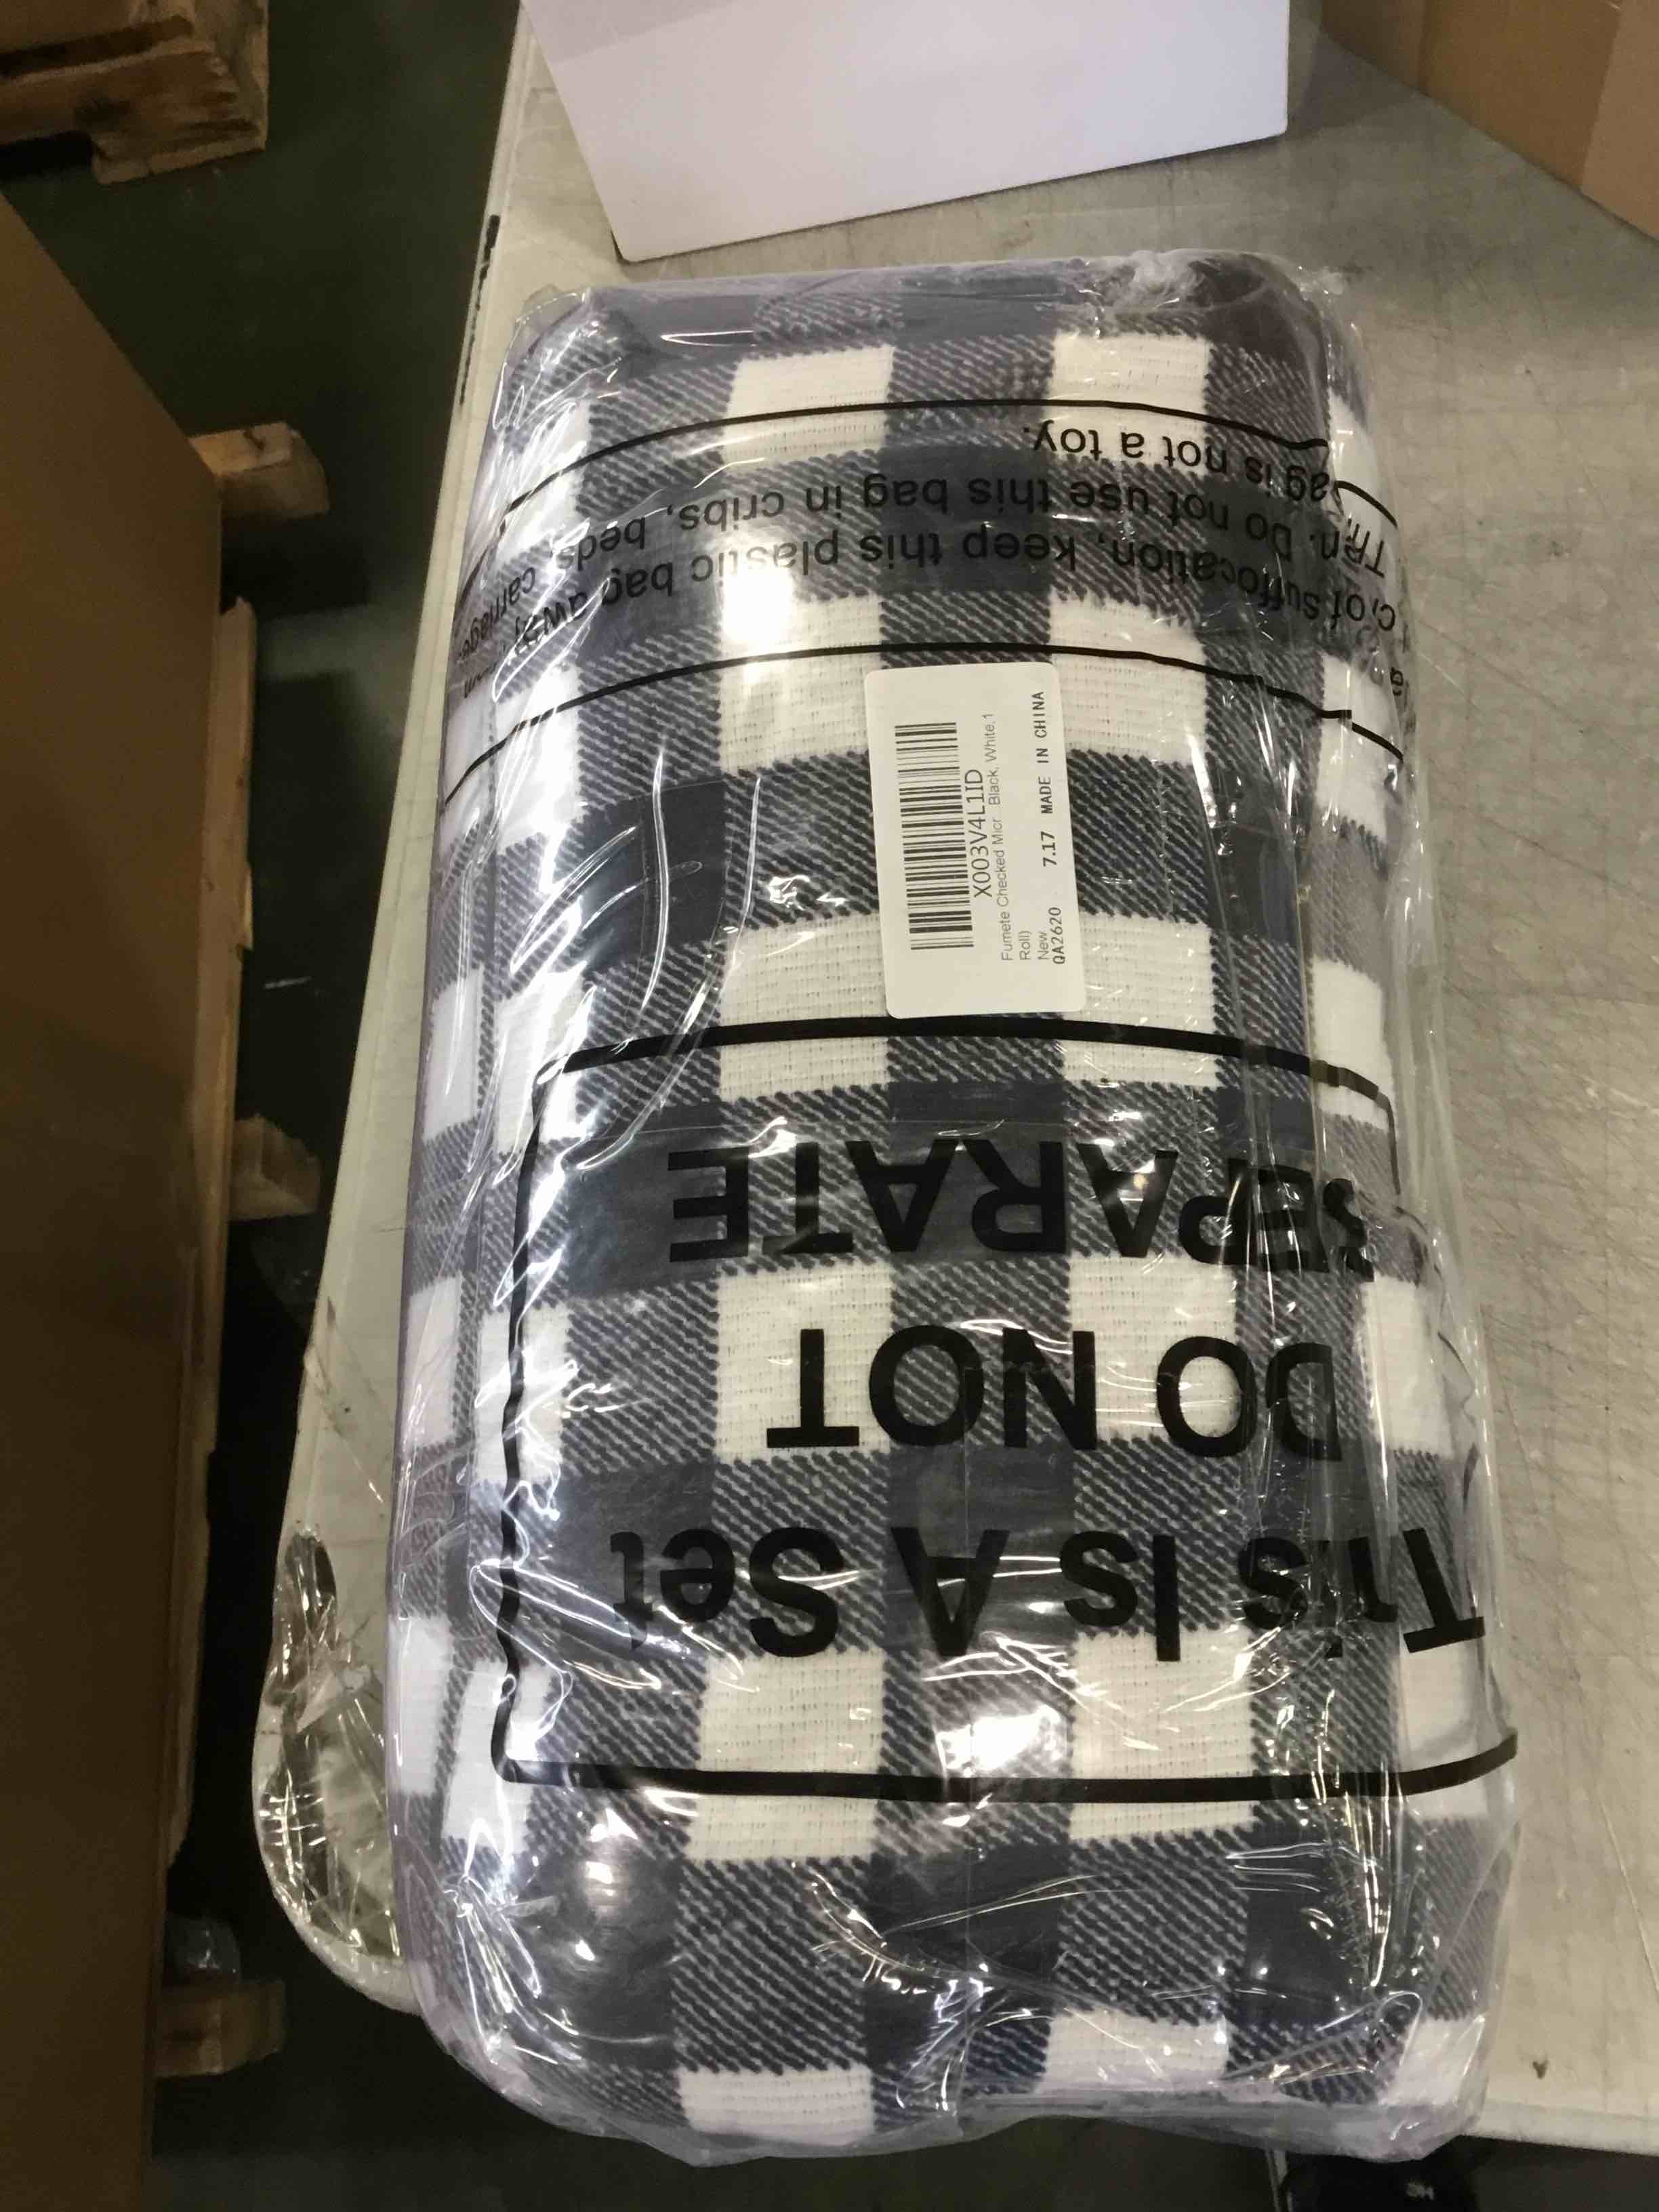 This Is A Set
DO NOT
SEPARATE
X003V4L1ID
Fumete Checked Micr...Black, White,1
Roll)
New
QA2620 7.17 MADE IN CHINA
of suffocation, keep this plastic bag away
Do not use this bag in cribs, beds,
bag is not a toy.